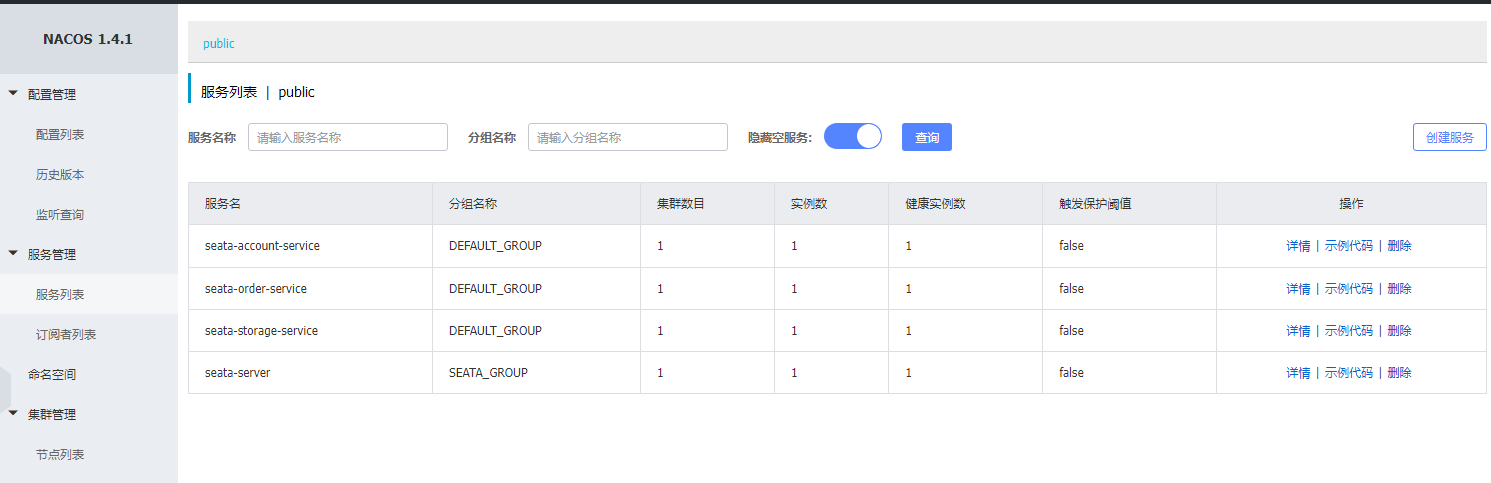 NACOS 1.4.1
配置管理
配置列表
历史版本
监听查询
服务管理
服务列表
订阅者列表
命名空间
集群管理
节点列表
public
服务列表 | public
服务名称 请输入服务名称 分组名称 请输入分组名称 隐藏空服务: 查询 创建服务
服务名 分组名称 集群数目 实例数 健康实例数 触发保护阈值 操作
seata-account-service DEFAULT_GROUP 1 1 1 false 详情 | 示例代码 | 删除
seata-order-service DEFAULT_GROUP 1 1 1 false 详情 | 示例代码 | 删除
seata-storage-service DEFAULT_GROUP 1 1 1 false 详情 | 示例代码 | 删除
seata-server SEATA_GROUP 1 1 1 false 详情 | 示例代码 | 删除